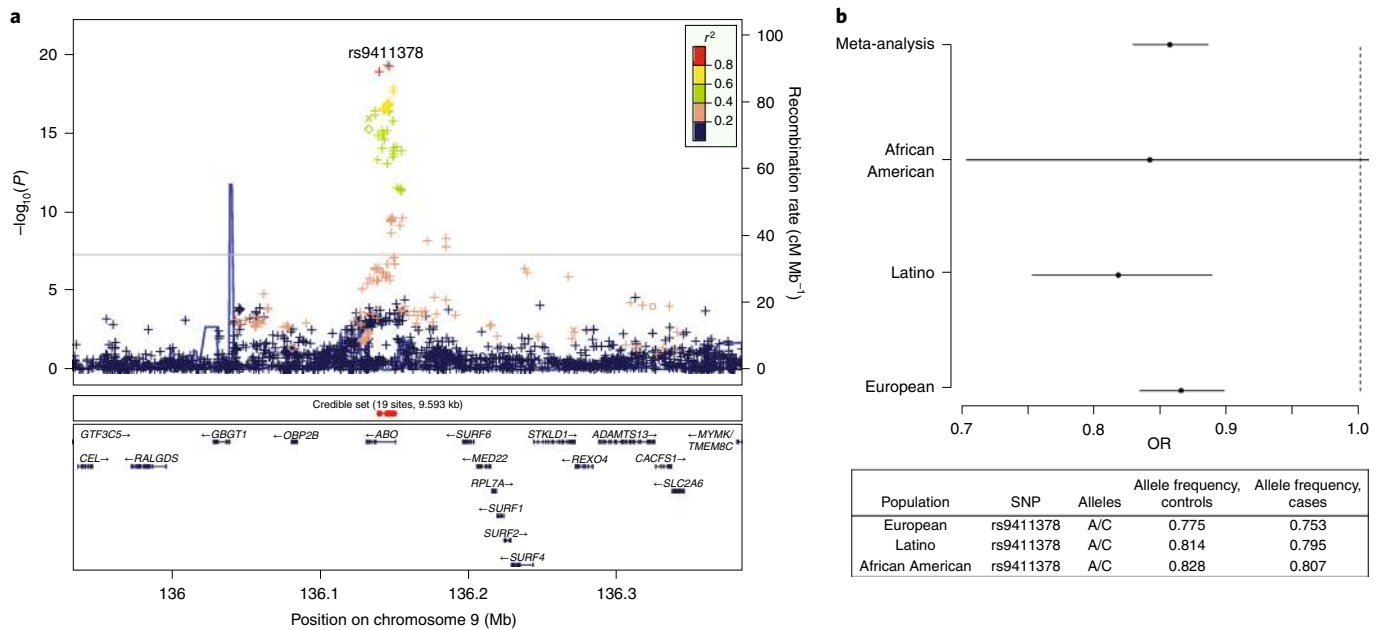 a
rs9411378
r2
0.8
0.6
0.4
0.2
20
15
10
5
0
–log10(P)
100
80
60
40
20
0
Recombination rate (cM Mb−1)
Credible set (19 sites, 9.593 kb)
GTF3C5→ ←GBGT1 ←OBP2B ←ABO ←SURF6 STKLD1→ ADAMTS13→ ←MYMK/
TMEM8C
CEL→ ←RALGDS ←MED22 ←REXO4 CACFS1→
RPL7A→ ←SLC2A6
←SURF1
SURF2→
←SURF4
136 136.1 136.2 136.3
Position on chromosome 9 (Mb)
b
Meta-analysis
African
American
Latino
European
0.7 0.8 0.9 1.0
OR
Population SNP Alleles Allele frequency, controls Allele frequency, cases
European rs9411378 A/C 0.775 0.753
Latino rs9411378 A/C 0.814 0.795
African American rs9411378 A/C 0.828 0.807